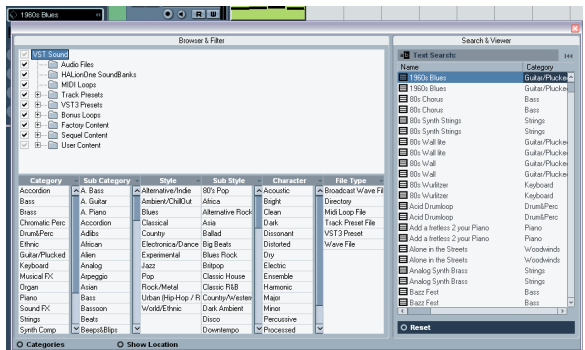 1960s Blues
R W
Browser & Filter
Search & Viewer
VST Sound
Audio Files
HALionOne SoundBanks
MIDI Loops
Track Presets
VST3 Presets
Bonus Loops
Factory Content
Sequel Content
User Content
Category Sub Category Style Sub Style Character File Type
Accordion A. Bass Alternative/Indie 80's Pop Acoustic Broadcast Wave Fil
Bass A. Guitar Ambient/ChillOut Africa Bright Directory
Brass A. Piano Blues Alternative Rock Clean Midi Loop File
Chromatic Perc Accordion Classical Asia Dark Track Preset File
Drum&Perc Adlibs Country Ballad Dissonant VST3 Preset
Ethnic African Electronica/Dance Big Beats Distorted Wave File
Guitar/Plucked Alien Experimental Blues Rock Dry
Keyboard Analog Jazz Britpop Electric
Musical FX Arpeggio Pop Classic House Ensemble
Organ Asian Rock/Metal Classic R&B Harmonic
Piano Bass Urban (Hip-Hop / R Country/Western Major
Sound FX Bassoon World/Ethnic Dark Ambient Minor
Strings Beats Disco Percussive
Synth Comp Beeps&Blips Downtempo Processed
Categories Show Location
Text Search:
Name Category
1960s Blues Guitar/Plucked
1960s Blues Guitar/Plucked
80s Chorus Bass
80s Chorus Bass
80s Synth Strings Strings
80s Synth Strings Strings
80s Wall lite Guitar/Plucked
80s Wall lite Guitar/Plucked
80s Wall Guitar/Plucked
80s Wall Guitar/Plucked
80s Wurlitzer Keyboard
80s Wurlitzer Keyboard
Acid Drumloop Drum&Perc
Acid Drumloop Drum&Perc
Add a fretless 2 your Piano Piano
Add a fretless 2 your Piano Piano
Alone in the Streets Woodwinds
Alone in the Streets Woodwinds
Analog Synth Brass Strings
Analog Synth Brass Strings
Bazz Fest Bass
Bazz Fest Bass
Reset